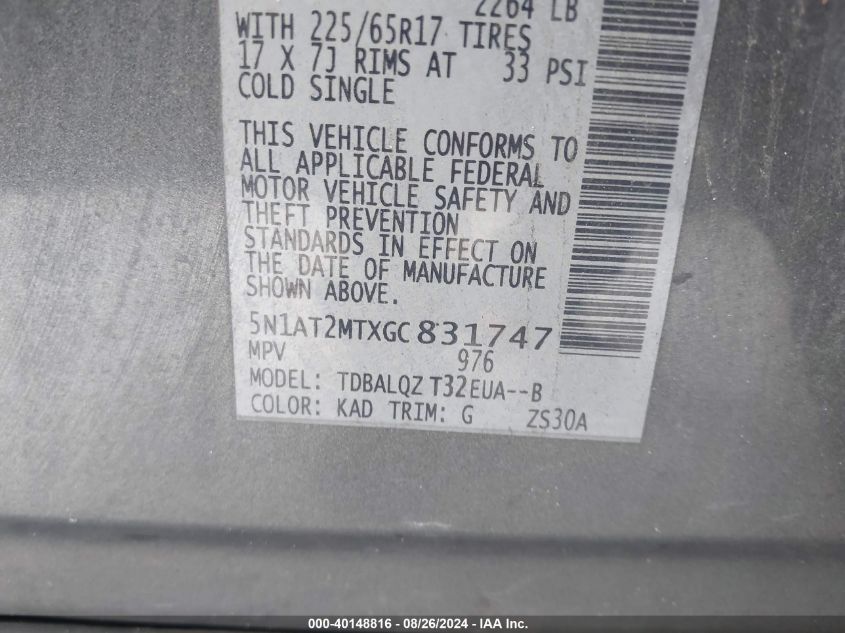 2264 LB
WITH 225/65R17 TIRES
17 X 7J RIMS AT 33 PSI
COLD SINGLE
THIS VEHICLE CONFORMS TO
ALL APPLICABLE FEDERAL
MOTOR VEHICLE SAFETY AND
THEFT PREVENTION
STANDARDS IN EFFECT ON
THE DATE OF MANUFACTURE
SHOWN ABOVE.
5N1AT2MTXGC831747
MPV 976
MODEL: TDBALQZ T32EUA--B
COLOR: KAD TRIM: G ZS30A
000-40148816 - 08/26/2024 - IAA Inc.